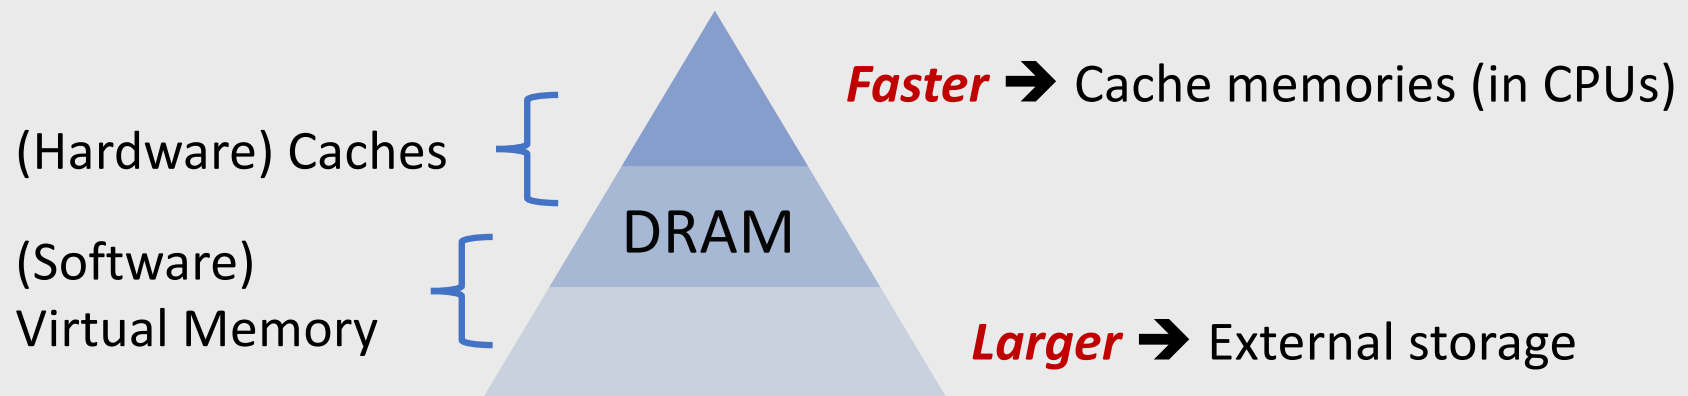 Faster → Cache memories (in CPUs)
(Hardware) Caches
DRAM
(Software)
Virtual Memory
Larger → External storage